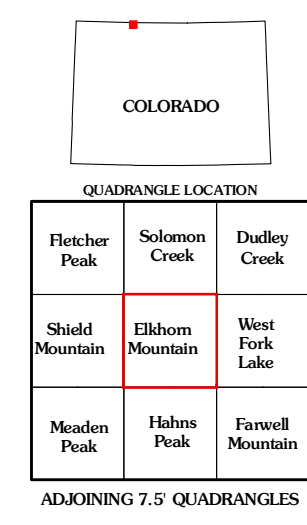 COLORADO
QUADRANGLE LOCATION
Fletcher
Peak
Solomon
Creek
Dudley
Creek
Shield
Mountain
Elkhorn
Mountain
West
Fork
Lake
Meaden
Peak
Hahns
Peak
Farwell
Mountain
ADJOINING 7.5' QUADRANGLES